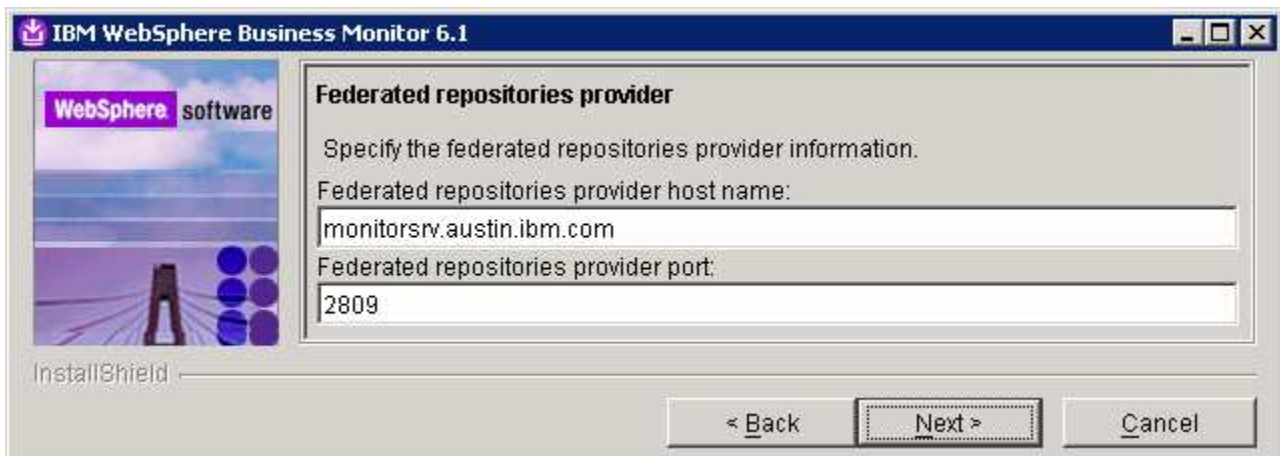 IBM WebSphere Business Monitor 6.1
WebSphere software
Federated repositories provider
Specify the federated repositories provider information.
Federated repositories provider host name:
monitorsrv.austin.ibm.com
Federated repositories provider port:
2809
InstallShield
< Back
Next >
Cancel